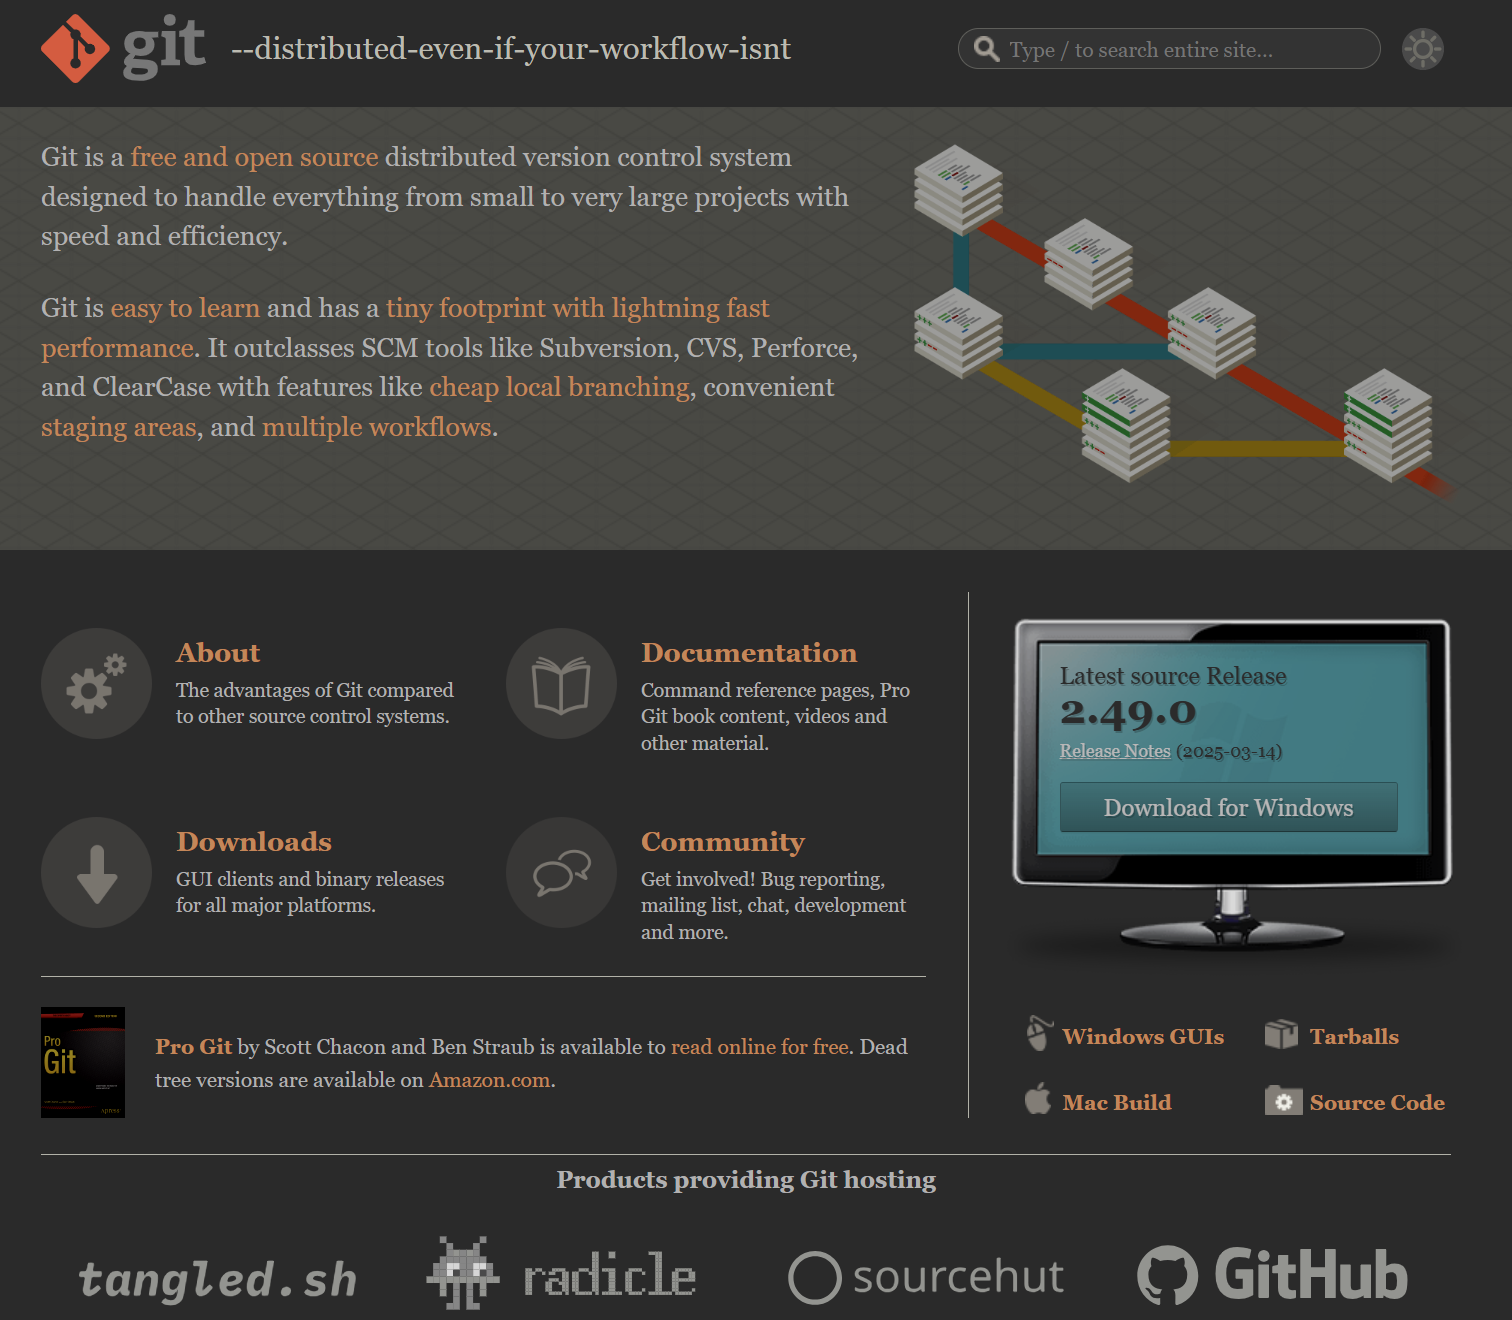 git --distributed-even-if-your-workflow-isnt
Type / to search entire site...
Git is a free and open source distributed version control system
designed to handle everything from small to very large projects with
speed and efficiency.
Git is easy to learn and has a tiny footprint with lightning fast
performance. It outclasses SCM tools like Subversion, CVS, Perforce,
and ClearCase with features like cheap local branching, convenient
staging areas, and multiple workflows.
About
The advantages of Git compared
to other source control systems.
Documentation
Command reference pages, Pro
Git book content, videos and
other material.
Downloads
GUI clients and binary releases
for all major platforms.
Community
Get involved! Bug reporting,
mailing list, chat, development
and more.
Pro
Git
Pro Git by Scott Chacon and Ben Straub is available to read online for free. Dead
tree versions are available on Amazon.com.
Latest source Release
2.49.0
Release Notes (2025-03-14)
Download for Windows
Windows GUIs
Tarballs
Mac Build
Source Code
Products providing Git hosting
tangled.sh
radicle
sourcehut
GitHub